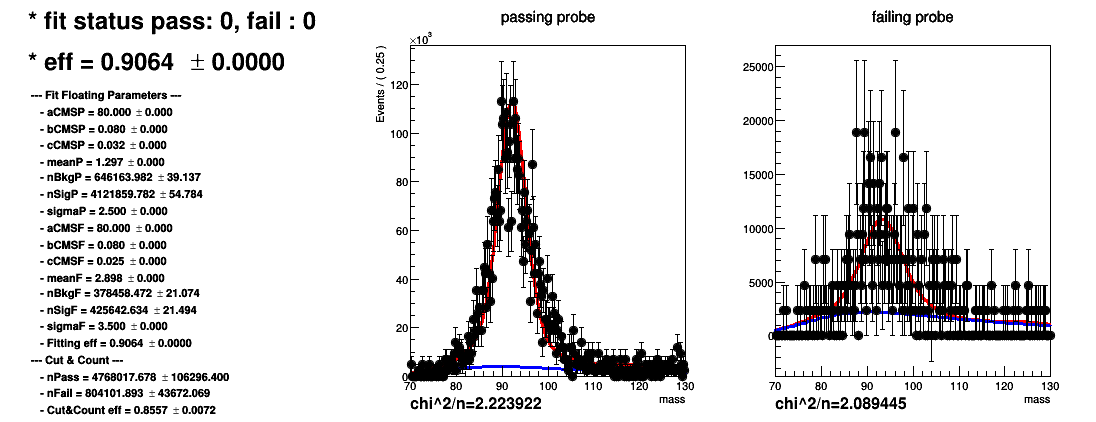 * fit status pass: 0, fail : 0
* eff = 0.9064 ± 0.0000
--- Fit Floating Parameters ---
- aCMSP = 80.000 ± 0.000
- bCMSP = 0.080 ± 0.000
- cCMSP = 0.032 ± 0.000
- meanP = 1.297 ± 0.000
- nBkgP = 646163.982 ± 39.137
- nSigP = 4121859.782 ± 54.784
- sigmaP = 2.500 ± 0.000
- aCMSF = 80.000 ± 0.000
- bCMSF = 0.080 ± 0.000
- cCMSF = 0.025 ± 0.000
- meanF = 2.898 ± 0.000
- nBkgF = 378458.472 ± 21.074
- nSigF = 425642.634 ± 21.494
- sigmaF = 3.500 ± 0.000
- Fitting eff = 0.9064 ± 0.0000
--- Cut & Count ---
- nPass = 4768017.678 ± 106296.400
- nFail = 804101.893 ± 43672.069
- Cut&Count eff = 0.8557 ± 0.0072
passing probe
×10³
Events / ( 0.25 )
120
100
80
60
40
20
0
70 80 90 100 110 120 130
mass
chi^2/n=2.223922
failing probe
25000
20000
15000
10000
5000
0
70 80 90 100 110 120 130
mass
chi^2/n=2.089445